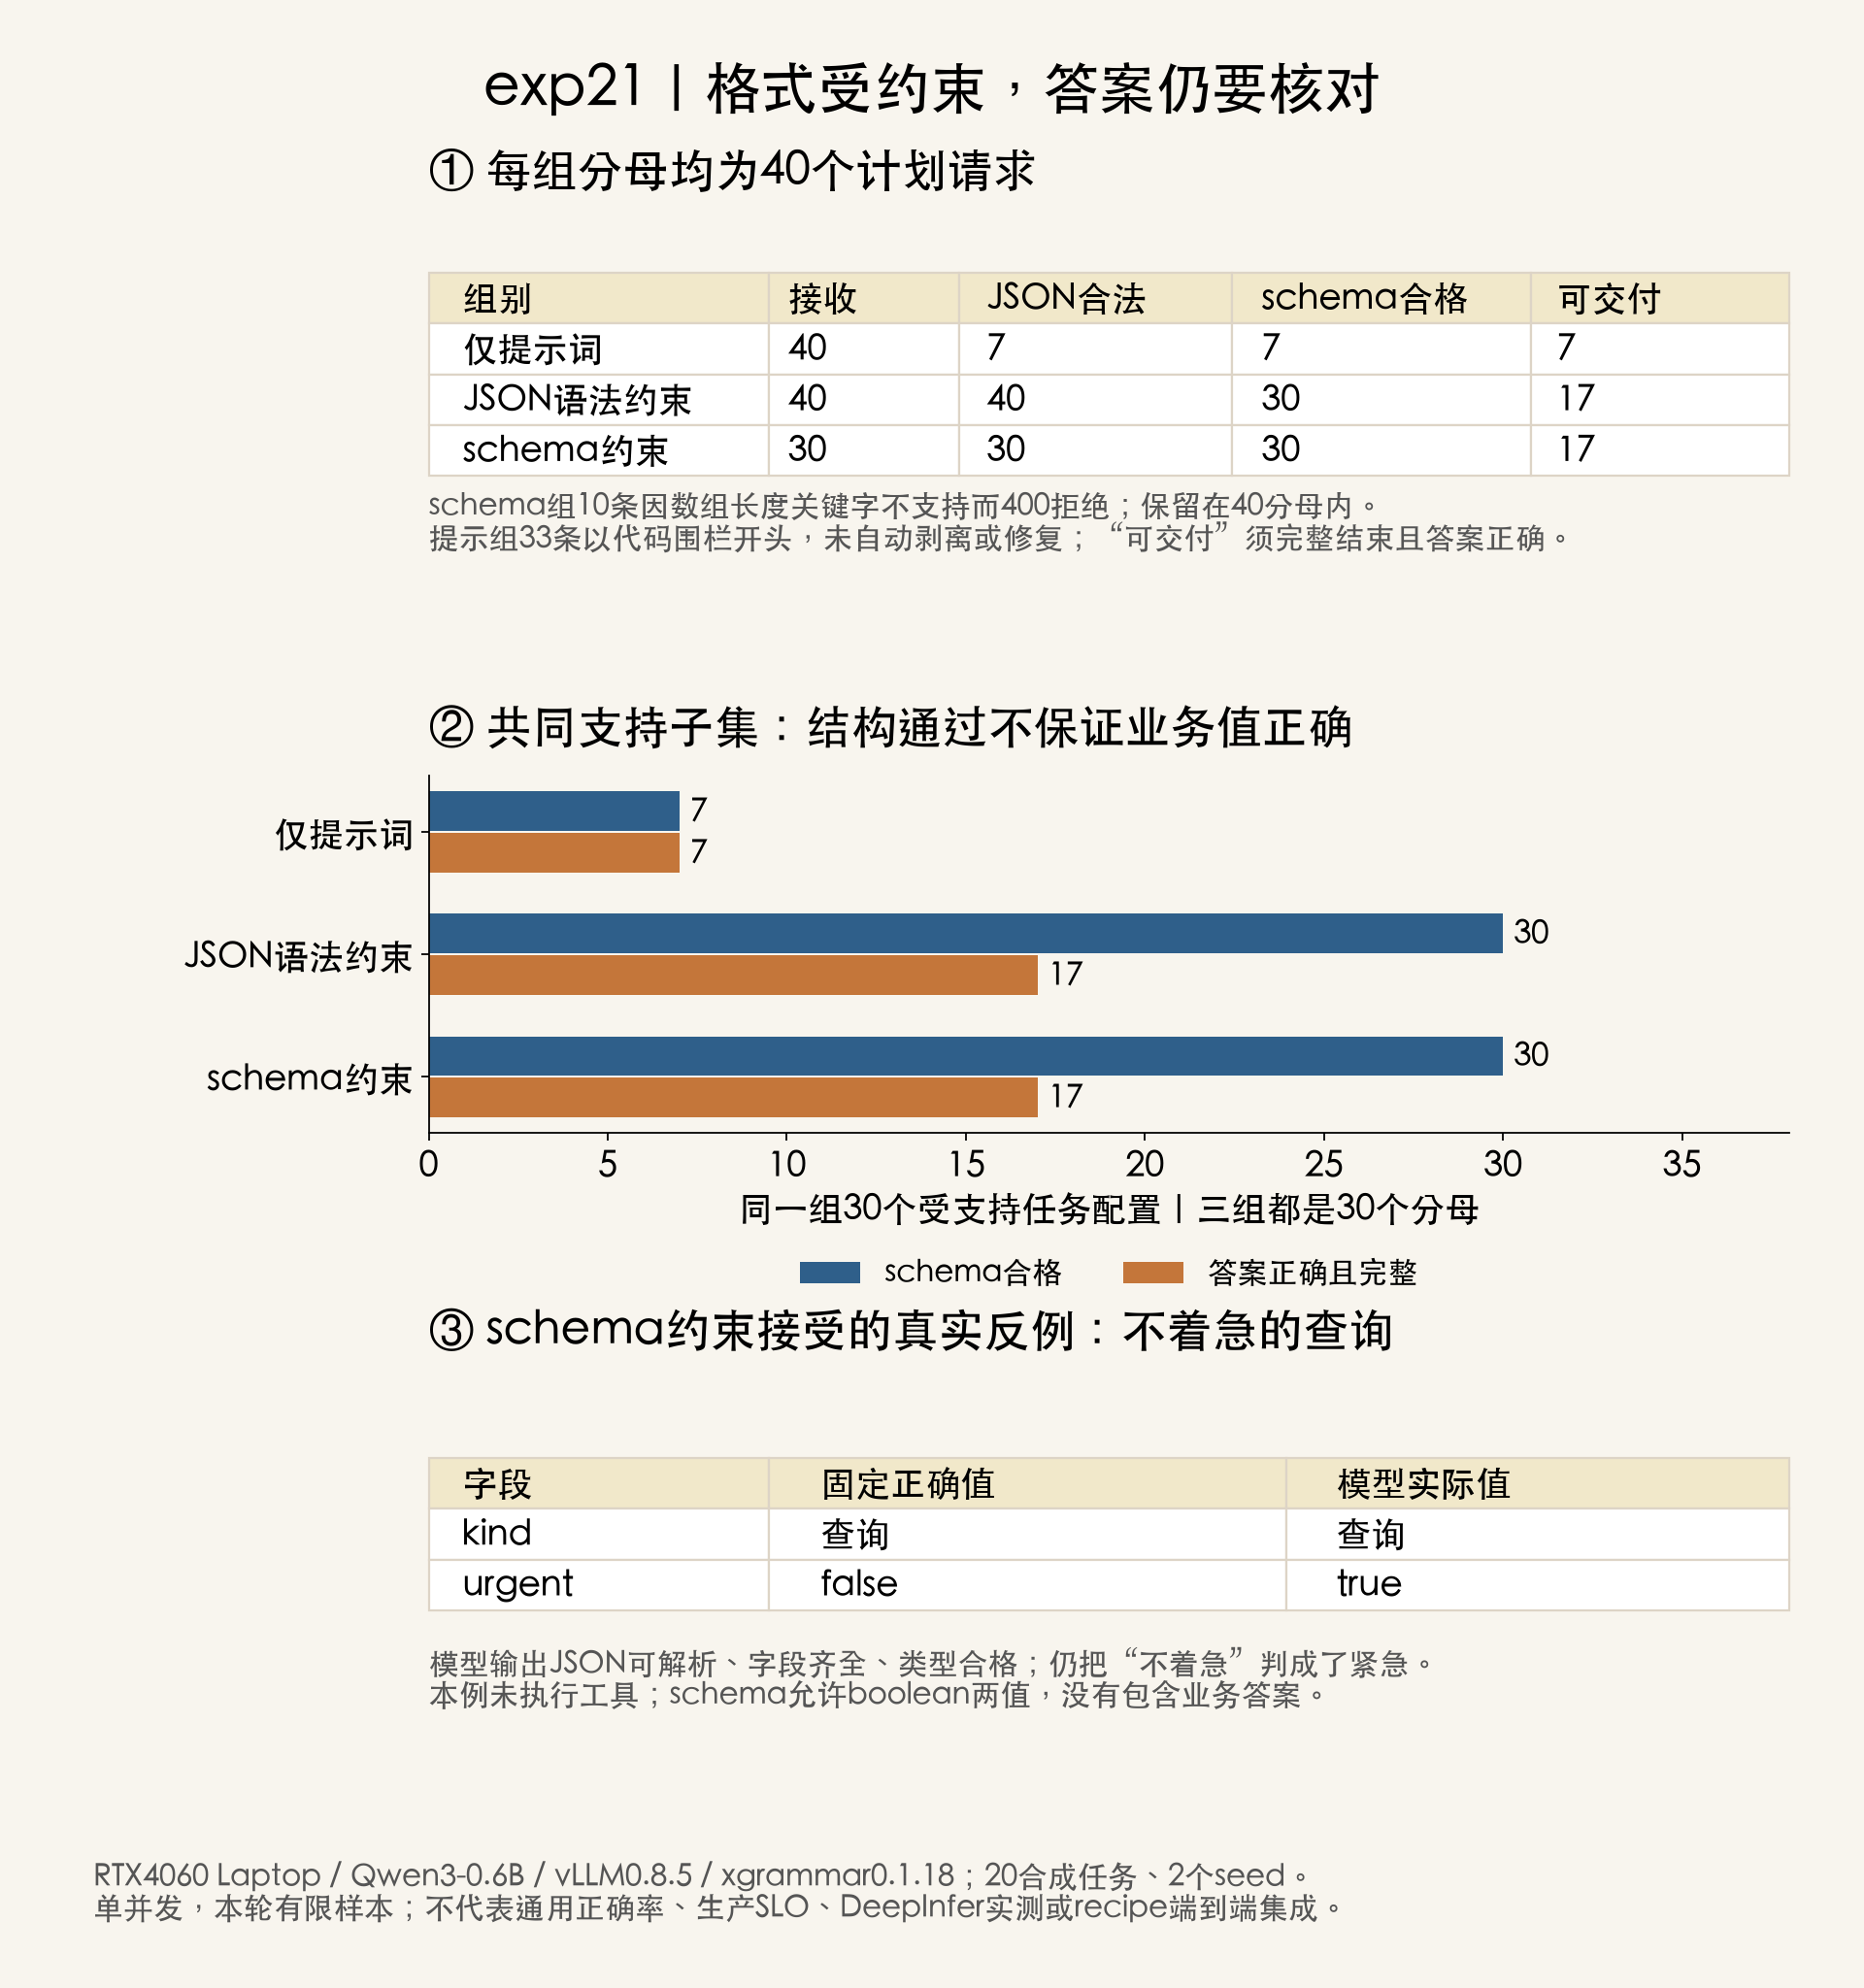 exp21 | 格式受约束，答案仍要核对
① 每组分母均为40个计划请求
组别 接收 JSON合法 schema合格 可交付
仅提示词 40 7 7 7
JSON语法约束 40 40 30 17
schema约束 30 30 30 17
schema组10条因数组长度关键字不支持而400拒绝；保留在40分母内。
提示组33条以代码围栏开头，未自动剥离或修复；“可交付”须完整结束且答案正确。
② 共同支持子集：结构通过不保证业务值正确
仅提示词 7
7
JSON语法约束 30
17
schema约束 30
17
0 5 10 15 20 25 30 35
同一组30个受支持任务配置 | 三组都是30个分母
schema合格 答案正确且完整
③ schema约束接受的真实反例：不着急的查询
字段 固定正确值 模型实际值
kind 查询 查询
urgent false true
模型输出JSON可解析、字段齐全、类型合格；仍把“不着急”判成了紧急。
本例未执行工具；schema允许boolean两值，没有包含业务答案。
RTX4060 Laptop / Qwen3-0.6B / vLLM0.8.5 / xgrammar0.1.18；20合成任务、2个seed。
单并发，本轮有限样本；不代表通用正确率、生产SLO、DeepInfer实测或recipe端到端集成。